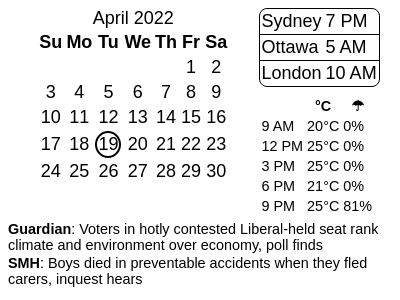 April 2022
Su Mo Tu We Th Fr Sa
1 2
3 4 5 6 7 8 9
10 11 12 13 14 15 16
17 18 19 20 21 22 23
24 25 26 27 28 29 30
Sydney 7 PM
Ottawa 5 AM
London 10 AM
°C ☂
9 AM 20°C 0%
12 PM 25°C 0%
3 PM 25°C 0%
6 PM 21°C 0%
9 PM 25°C 81%
Guardian: Voters in hotly contested Liberal-held seat rank
climate and environment over economy, poll finds
SMH: Boys died in preventable accidents when they fled
carers, inquest hears